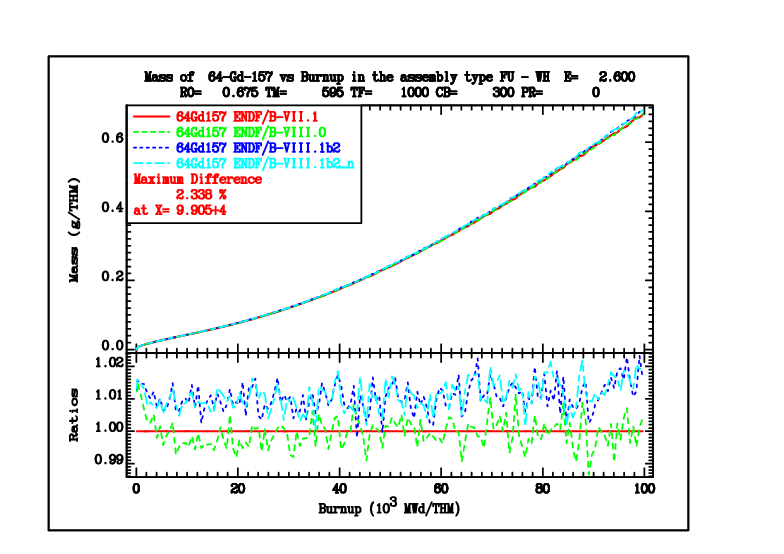 Mass of 64-Gd-157 vs Burnup in the assembly type FU - WH E= 2.600
RO= 0.675 TM= 595 TF= 1000 CB= 300 PR= 0
64Gd157 ENDF/B-VII.1
64Gd157 ENDF/B-VIII.0
64Gd157 ENDF/B-VIII.1b2
64Gd157 ENDF/B-VIII.1b2_n
Maximum Difference
2.338 %
at X= 9.905+4
0.6
0.4
0.2
0.0
Mass (g/THM)
1.02
1.01
1.00
0.99
Ratios
0 20 40 60 80 100
Burnup (10³ MWd/THM)